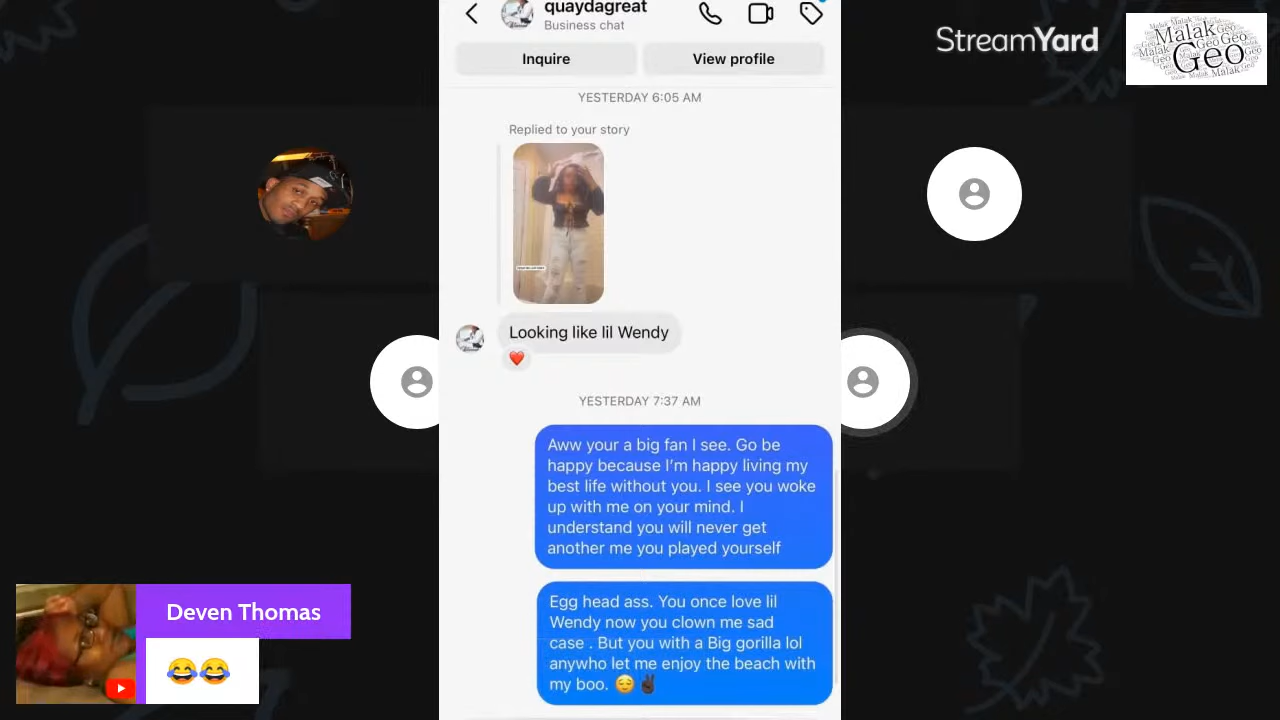 quaydagreat
Business chat
StreamYard
Malak
Geo
Inquire
View profile
YESTERDAY 6:05 AM
Replied to your story
Looking like lil Wendy
❤️
YESTERDAY 7:37 AM
Aww your a big fan I see. Go be
happy because I'm happy living my
best life without you. I see you woke
up with me on your mind. I
understand you will never get
another me you played yourself
Egg head ass. You once love lil
Wendy now you clown me sad
case . But you with a Big gorilla lol
anywho let me enjoy the beach with
my boo. 😌✌🏿
Deven Thomas
😂😂